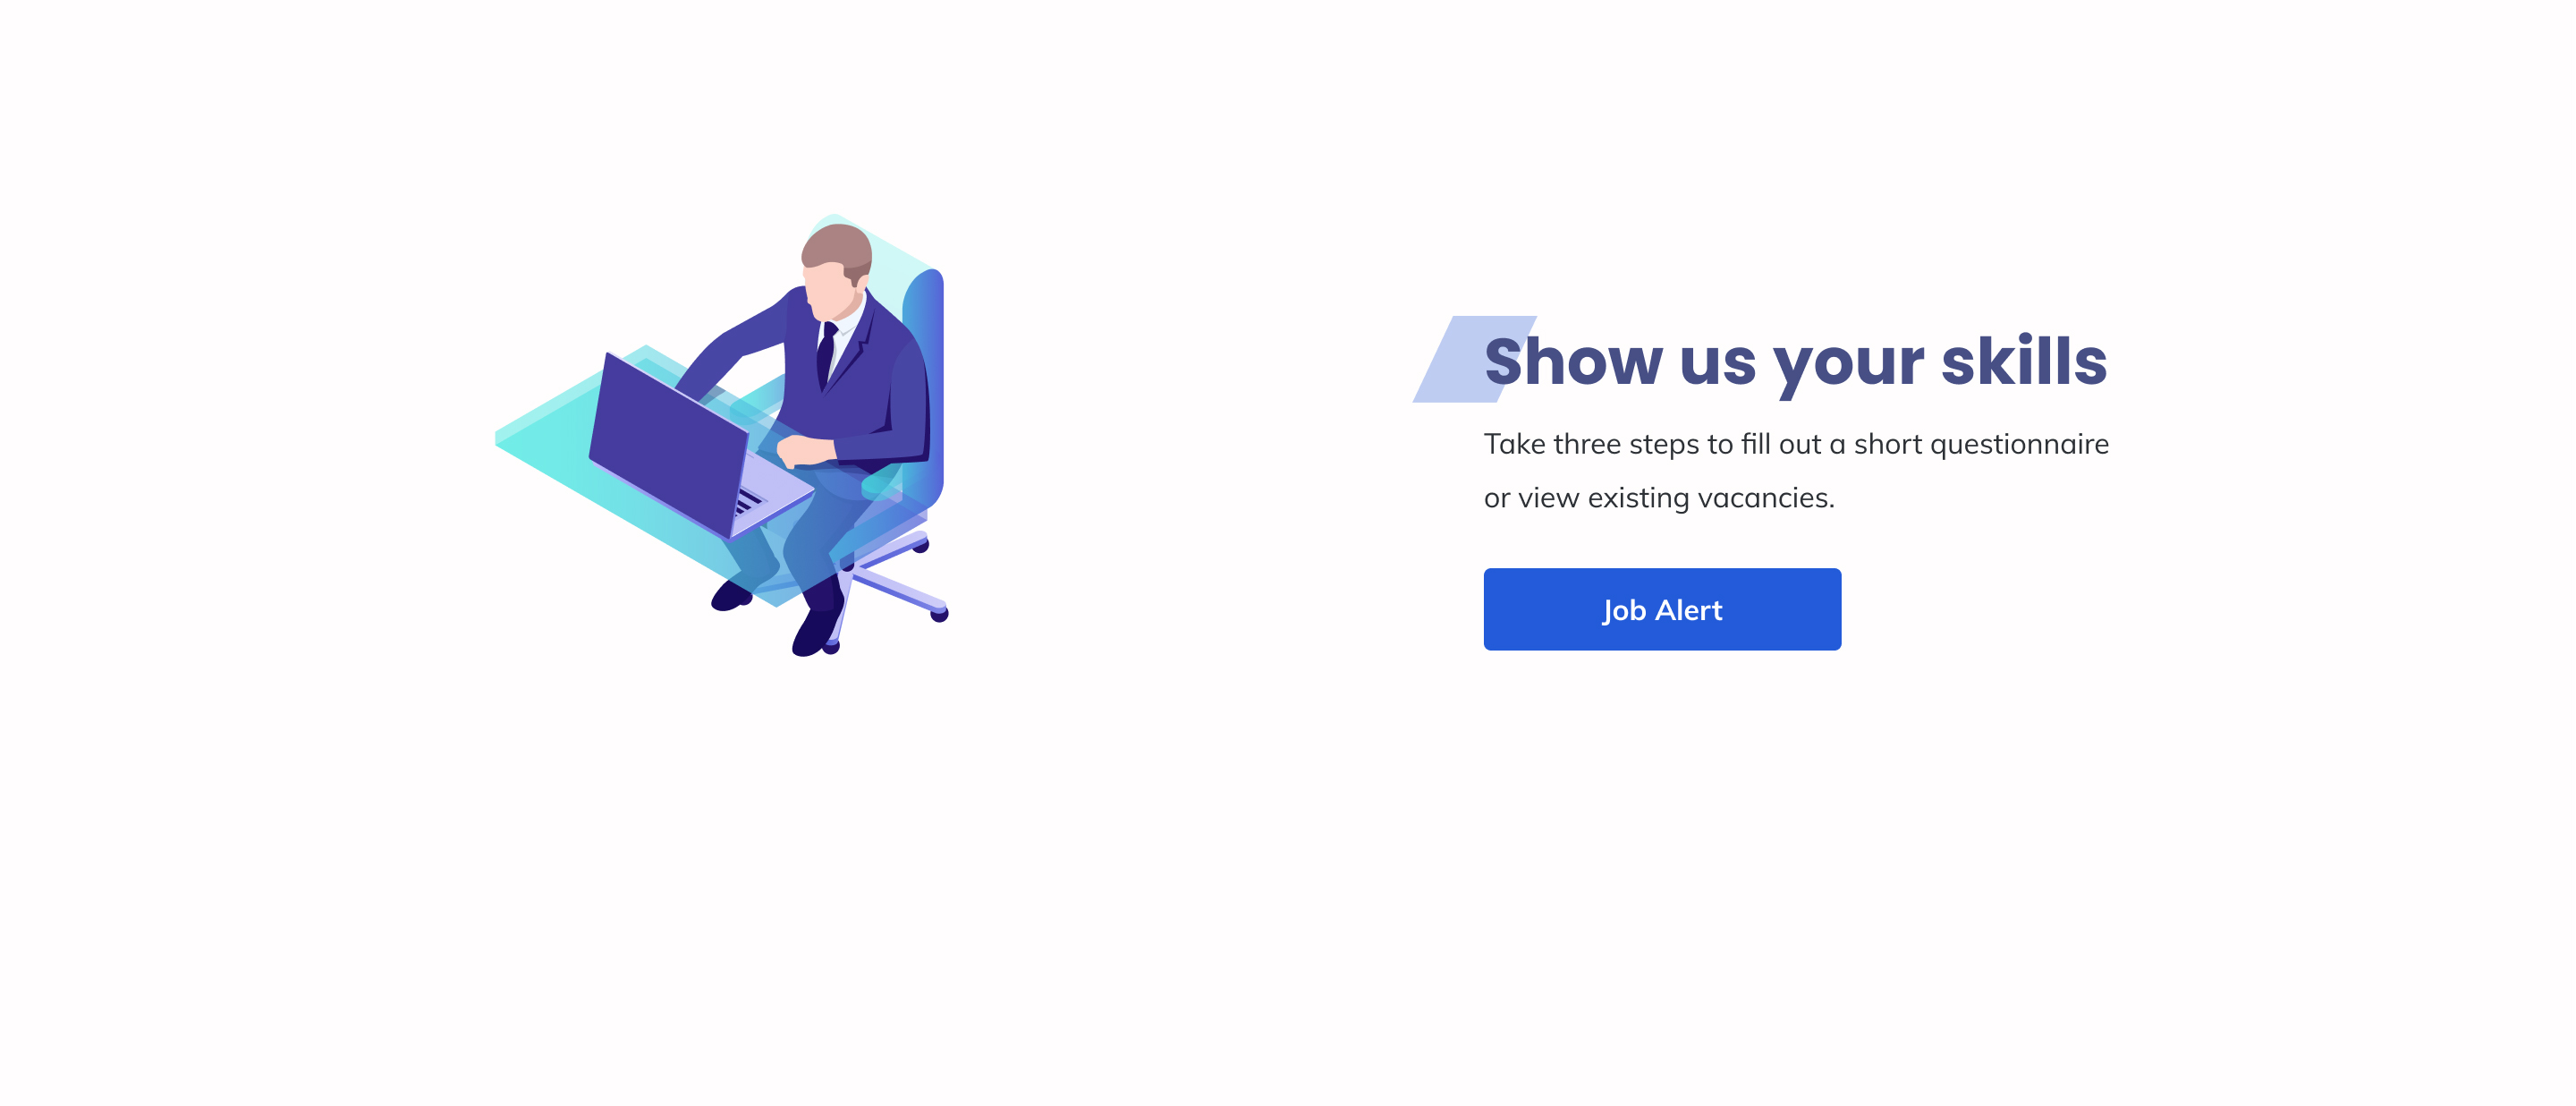 Show us your skills
Take three steps to fill out a short questionnaire
or view existing vacancies.
Job Alert